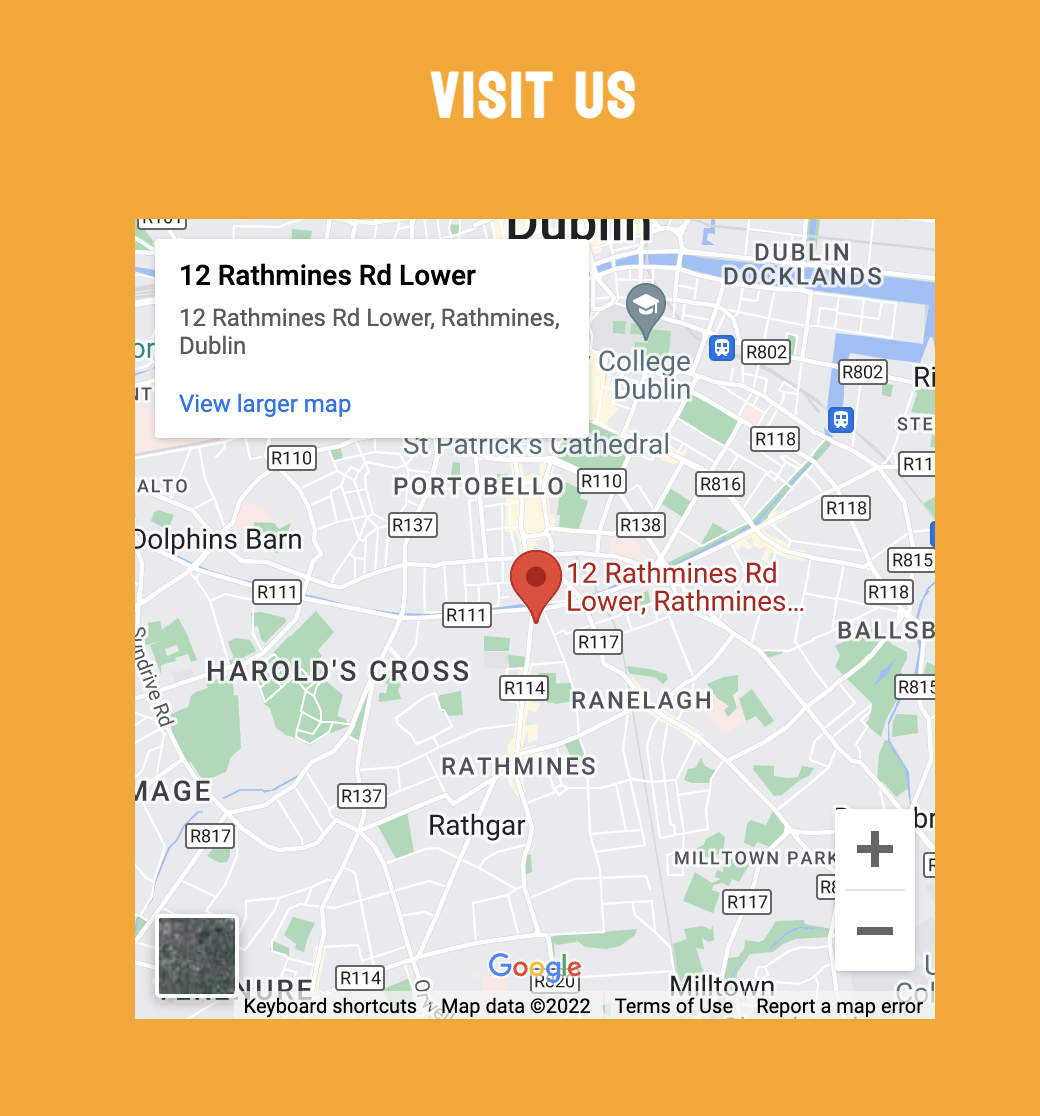 VISIT US
Dublin
12 Rathmines Rd Lower
12 Rathmines Rd Lower, Rathmines,
Dublin
View larger map
DUBLIN
DOCKLANDS
R802
R802
College
Dublin
R118
St Patrick's Cathedral
R110
PORTOBELLO
R110
R816
ALTO
R137
R138
R118
Dolphins Barn
R815
12 Rathmines Rd
Lower, Rathmines...
R111
R118
R111
R117
BALLSB
Sundrive Rd
HAROLD'S CROSS
R114
R815
RANELAGH
RATHMINES
MAGE
R137
Rathgar
R817
MILLTOWN PARK
R117
Google
R114
R820
Milltown
Keyboard shortcuts
Map data ©2022
Terms of Use
Report a map error